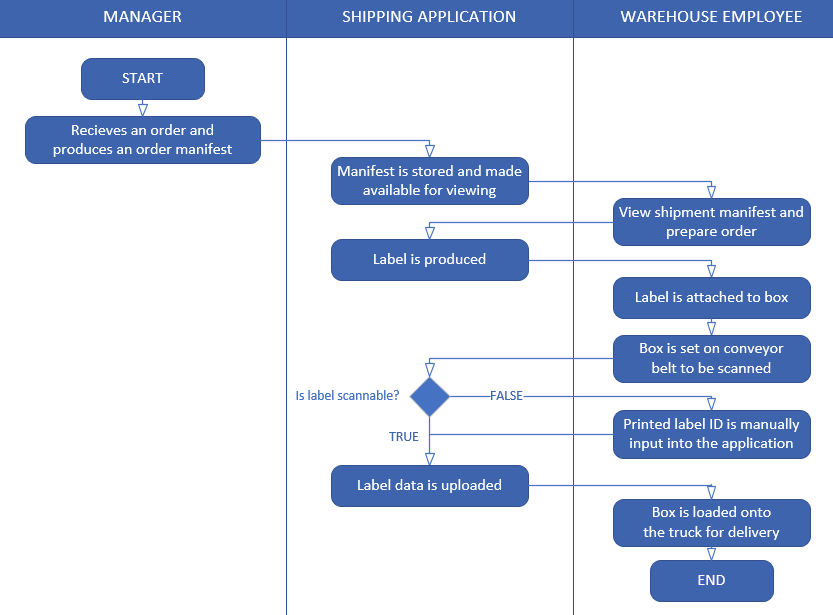 MANAGER
SHIPPING APPLICATION
WAREHOUSE EMPLOYEE
START
Recieves an order and
produces an order manifest
Manifest is stored and made
available for viewing
View shipment manifest and
prepare order
Label is produced
Label is attached to box
Box is set on conveyor
belt to be scanned
Is label scannable?
FALSE
Printed label ID is manually
input into the application
TRUE
Label data is uploaded
Box is loaded onto
the truck for delivery
END